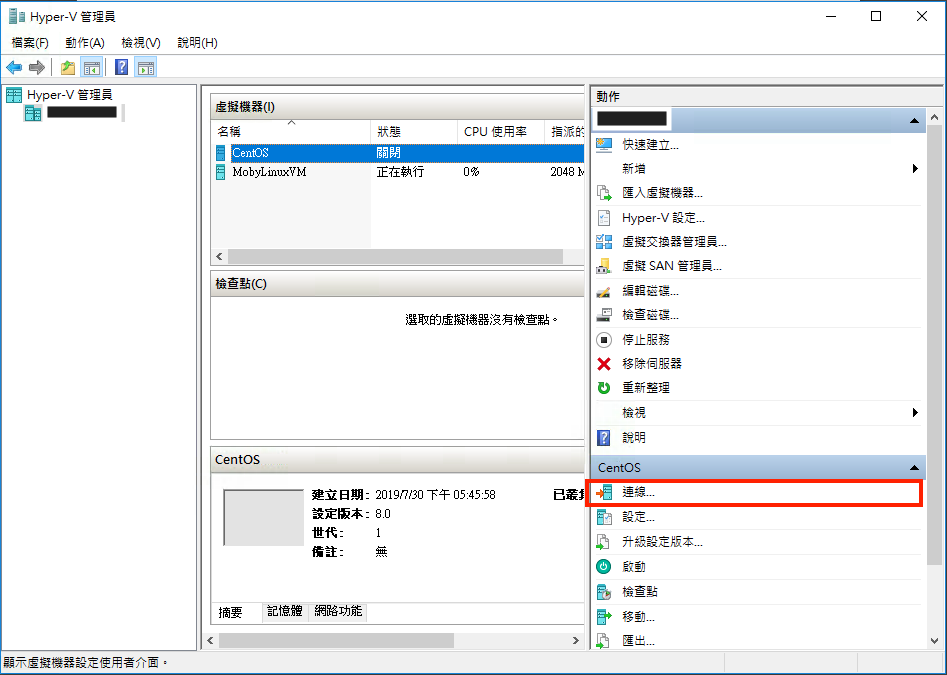 Hyper-V 管理員
檔案(F) 動作(A) 檢視(V) 說明(H)
Hyper-V 管理員
虛擬機器(I)
名稱 狀態 CPU 使用率 指派的
CentOS 關閉
MobyLinuxVM 正在執行 0% 2048 M
檢查點(C)
選取的虛擬機器沒有檢查點。
CentOS
建立日期: 2019/7/30 下午 05:45:58 已叢集
設定版本: 8.0
世代: 1
備註: 無
摘要 記憶體 網路功能
動作
快速建立...
新增
匯入虛擬機器...
Hyper-V 設定...
虛擬交換器管理員...
虛擬 SAN 管理員...
編輯磁碟...
檢查磁碟...
停止服務
移除伺服器
重新整理
檢視
說明
CentOS
連線...
設定...
升級設定版本...
啟動
檢查點
移動...
匯出...
顯示虛擬機器設定使用者介面。